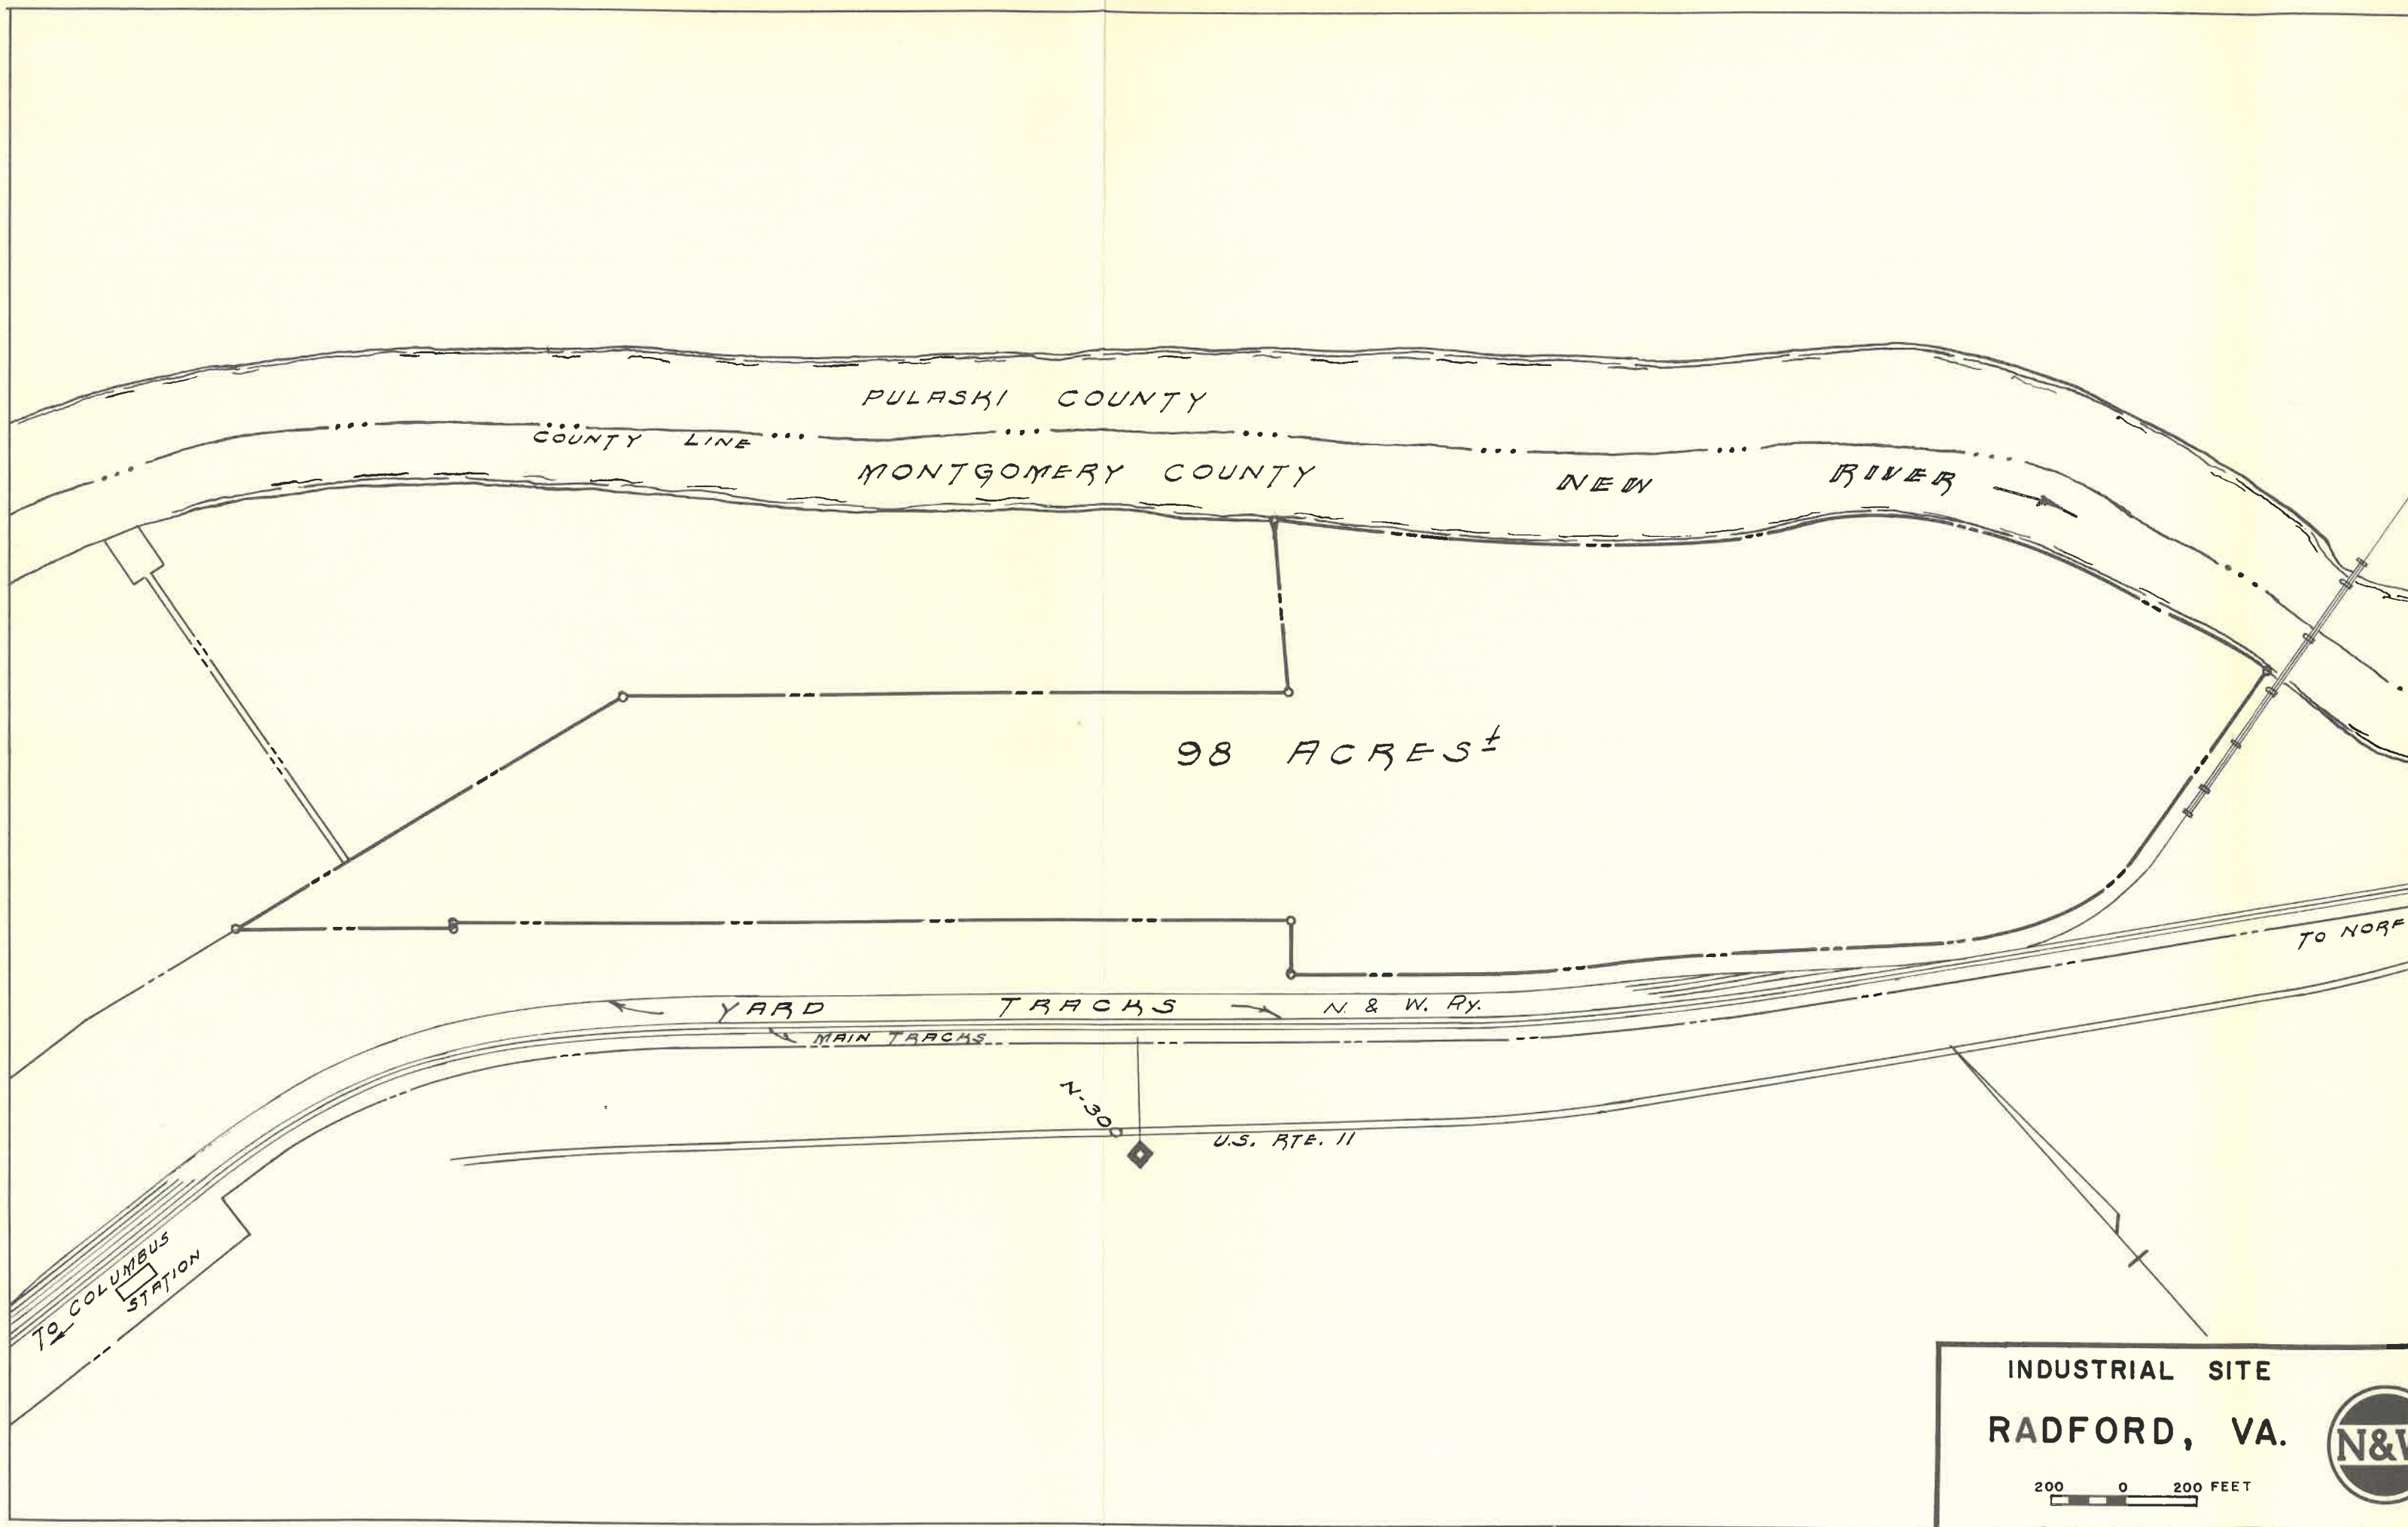 PULASKI COUNTY
COUNTY LINE
MONTGOMERY COUNTY
NEW RIVER
98 ACRES±
TO NORF
YARD TRACKS N. & W. Ry.
MAIN TRACKS
N-30
U.S. RTE. 11
TO COLUMBUS
STATION
INDUSTRIAL SITE
RADFORD, VA.
N&W
200 0 200 FEET